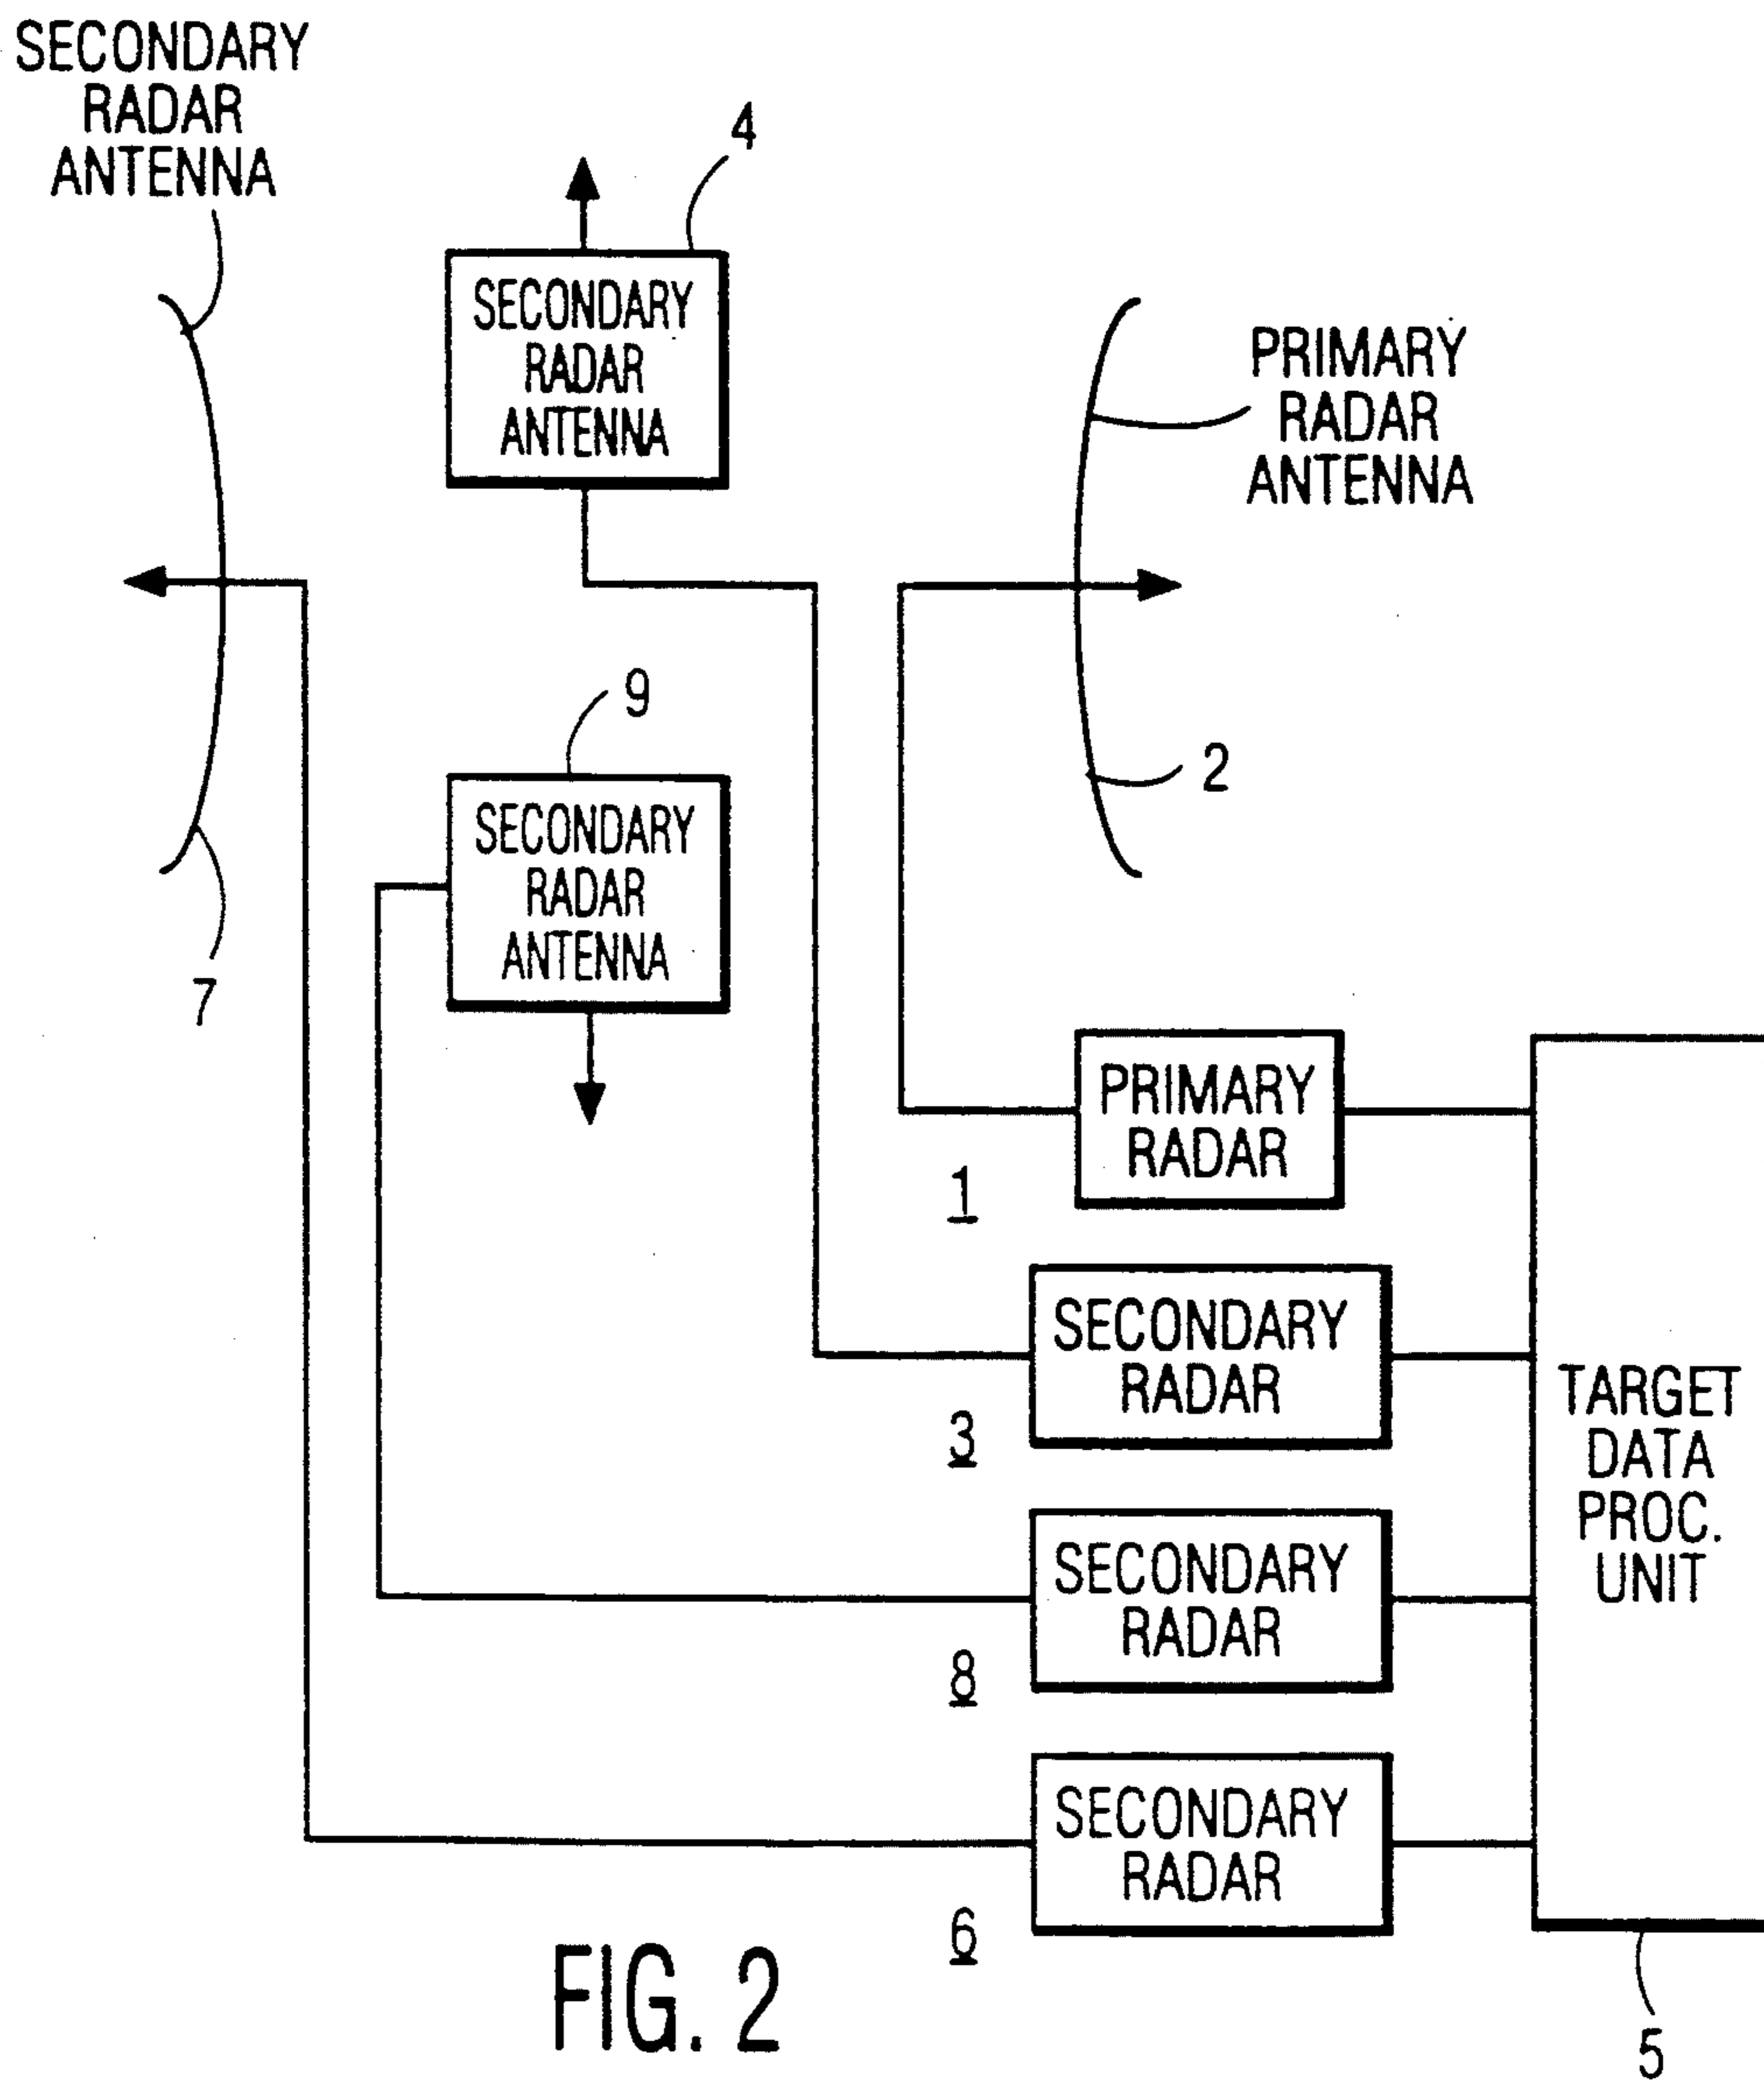 SECONDARY
RADAR
ANTENNA
4
SECONDARY
RADAR
ANTENNA
PRIMARY
RADAR
ANTENNA
9
2
SECONDARY
RADAR
ANTENNA
7
PRIMARY
RADAR
1
SECONDARY
RADAR
3
TARGET
DATA
PROC.
UNIT
SECONDARY
RADAR
8
SECONDARY
RADAR
6
FIG. 2
5